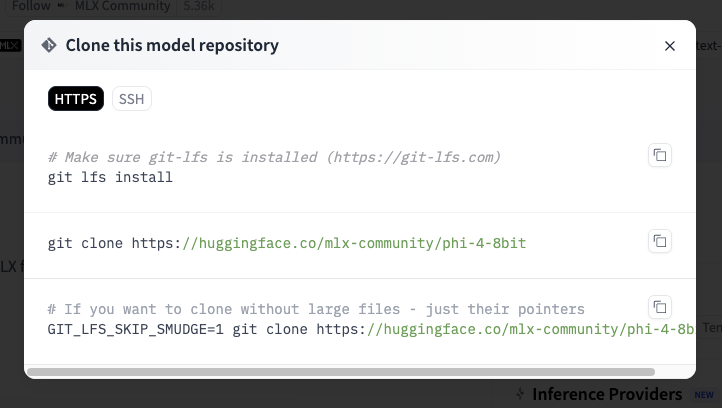 Follow MLX Community 5.36k
MLX
text-
Clone this model repository
HTTPS SSH
# Make sure git-lfs is installed (https://git-lfs.com)
git lfs install
git clone https://huggingface.co/mlx-community/phi-4-8bit
# If you want to clone without large files - just their pointers
GIT_LFS_SKIP_SMUDGE=1 git clone https://huggingface.co/mlx-community/phi-4-8b
mmu
LX f
Tem
Inference Providers NEW